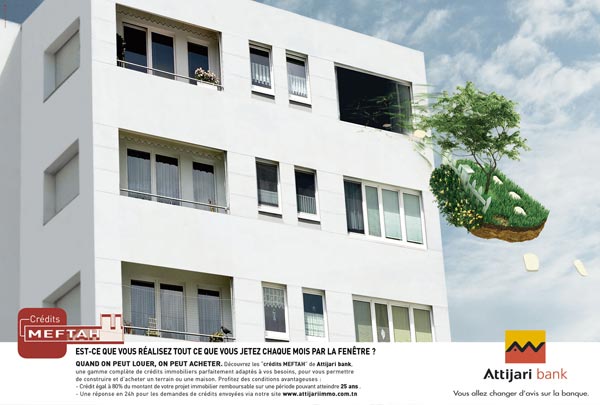 Crédits
MEFTAH
EST-CE QUE VOUS RÉALISEZ TOUT CE QUE VOUS JETEZ CHAQUE MOIS PAR LA FENÊTRE ?
QUAND ON PEUT LOUER, ON PEUT ACHETER. Découvrez les "crédits MEFTAH" de Attijari bank,
une gamme complète de crédits immobiliers parfaitement adaptés à vos besoins, pour vous permettre
de construire et d'acheter un terrain ou une maison. Profitez des conditions avantageuses :
- Crédit égal à 80% du montant de votre projet immobilier remboursable sur une période pouvant atteindre 25 ans.
- Une réponse en 24h pour les demandes de crédits envoyées via notre site www.attijariimmo.com.tn
Attijari bank
Vous allez changer d'avis sur la banque.